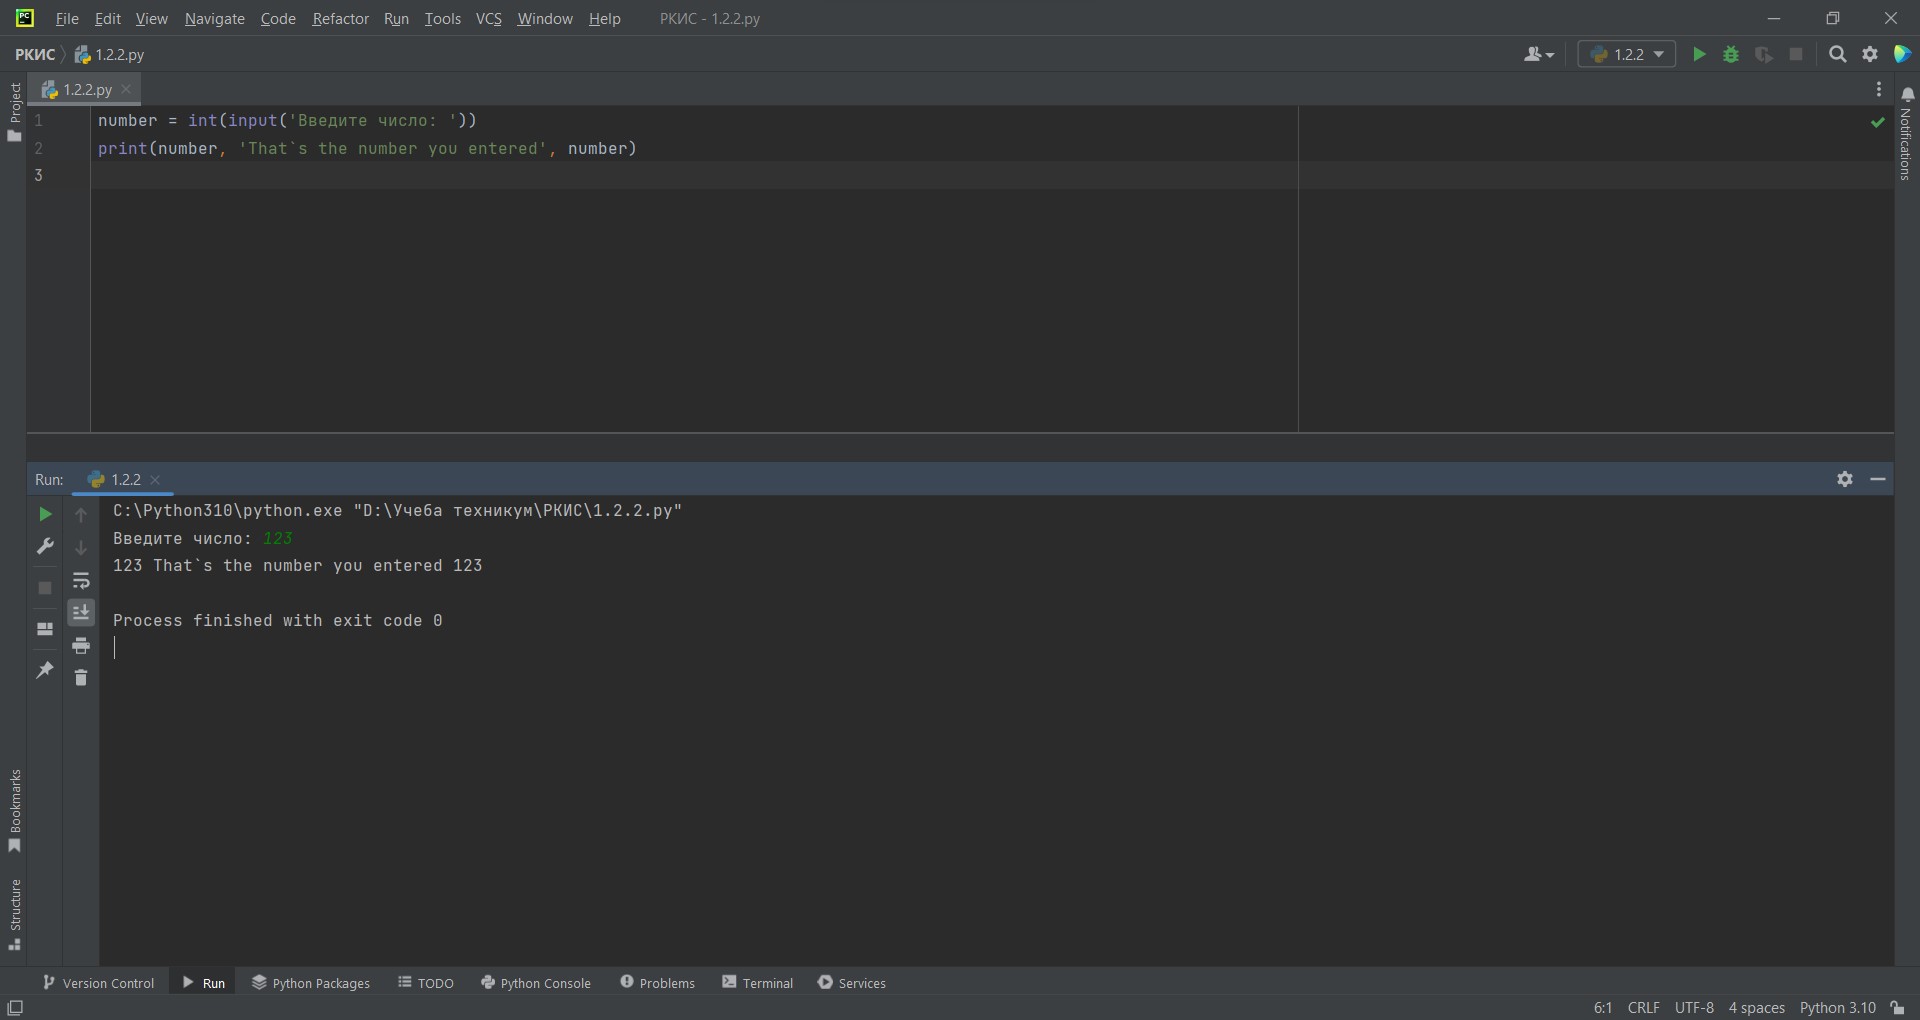 PC
File Edit View Navigate Code Refactor Run Tools VCS Window Help РКИС - 1.2.2.py
РКИС 1.2.2.py
1.2.2
Project
1.2.2.py
Notifications
1 number = int(input('Введите число: '))
2 print(number, 'That`s the number you entered', number)
3
Run: 1.2.2
C:\Python310\python.exe "D:\Учеба техникум\РКИС\1.2.2.py"
Введите число: 123
123 That`s the number you entered 123
Process finished with exit code 0
Bookmarks
Structure
Version Control Run Python Packages TODO Python Console Problems Terminal Services
6:1 CRLF UTF-8 4 spaces Python 3.10